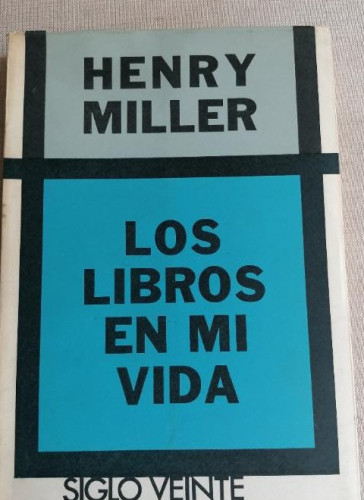 HENRY
MILLER
LOS
LIBROS
EN MI
VIDA
SIGLO VEINTE